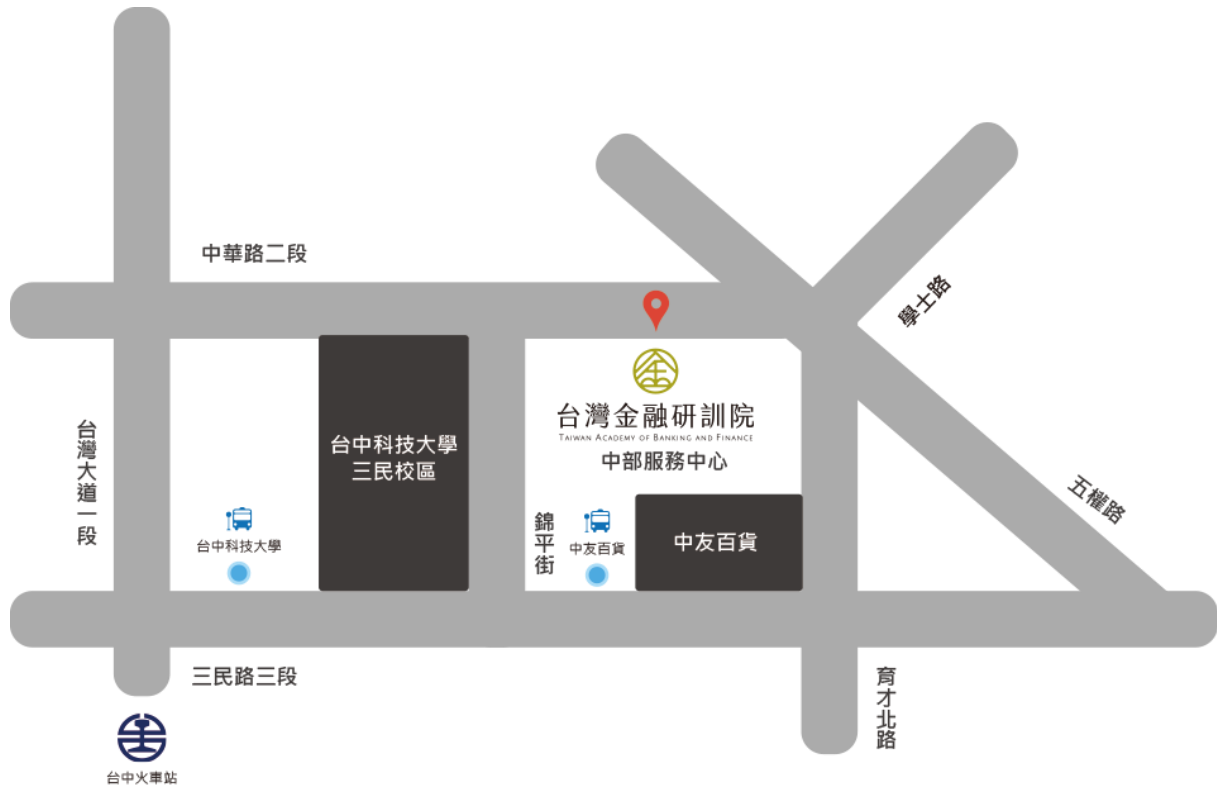 中華路二段
學士路
台灣大道一段
台中科技大學
三民校區
台灣金融研訓院
TAIWAN ACADEMY OF BANKING AND FINANCE
中部服務中心
五權路
台中科技大學
錦平街
中友百貨
中友百貨
三民路三段
育才北路
台中火車站